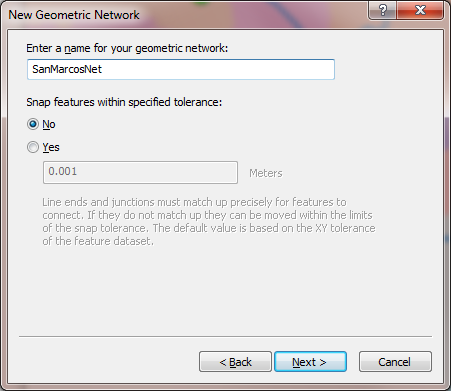 New Geometric Network
?
Enter a name for your geometric network:
SanMarcosNet
Snap features within specified tolerance:
No
Yes
0.001 Meters
Line ends and junctions must match up precisely for features to
connect. If they do not match up they can be moved within the limits
of the snap tolerance. The default value is based on the XY tolerance
of the feature dataset.
< Back Next > Cancel